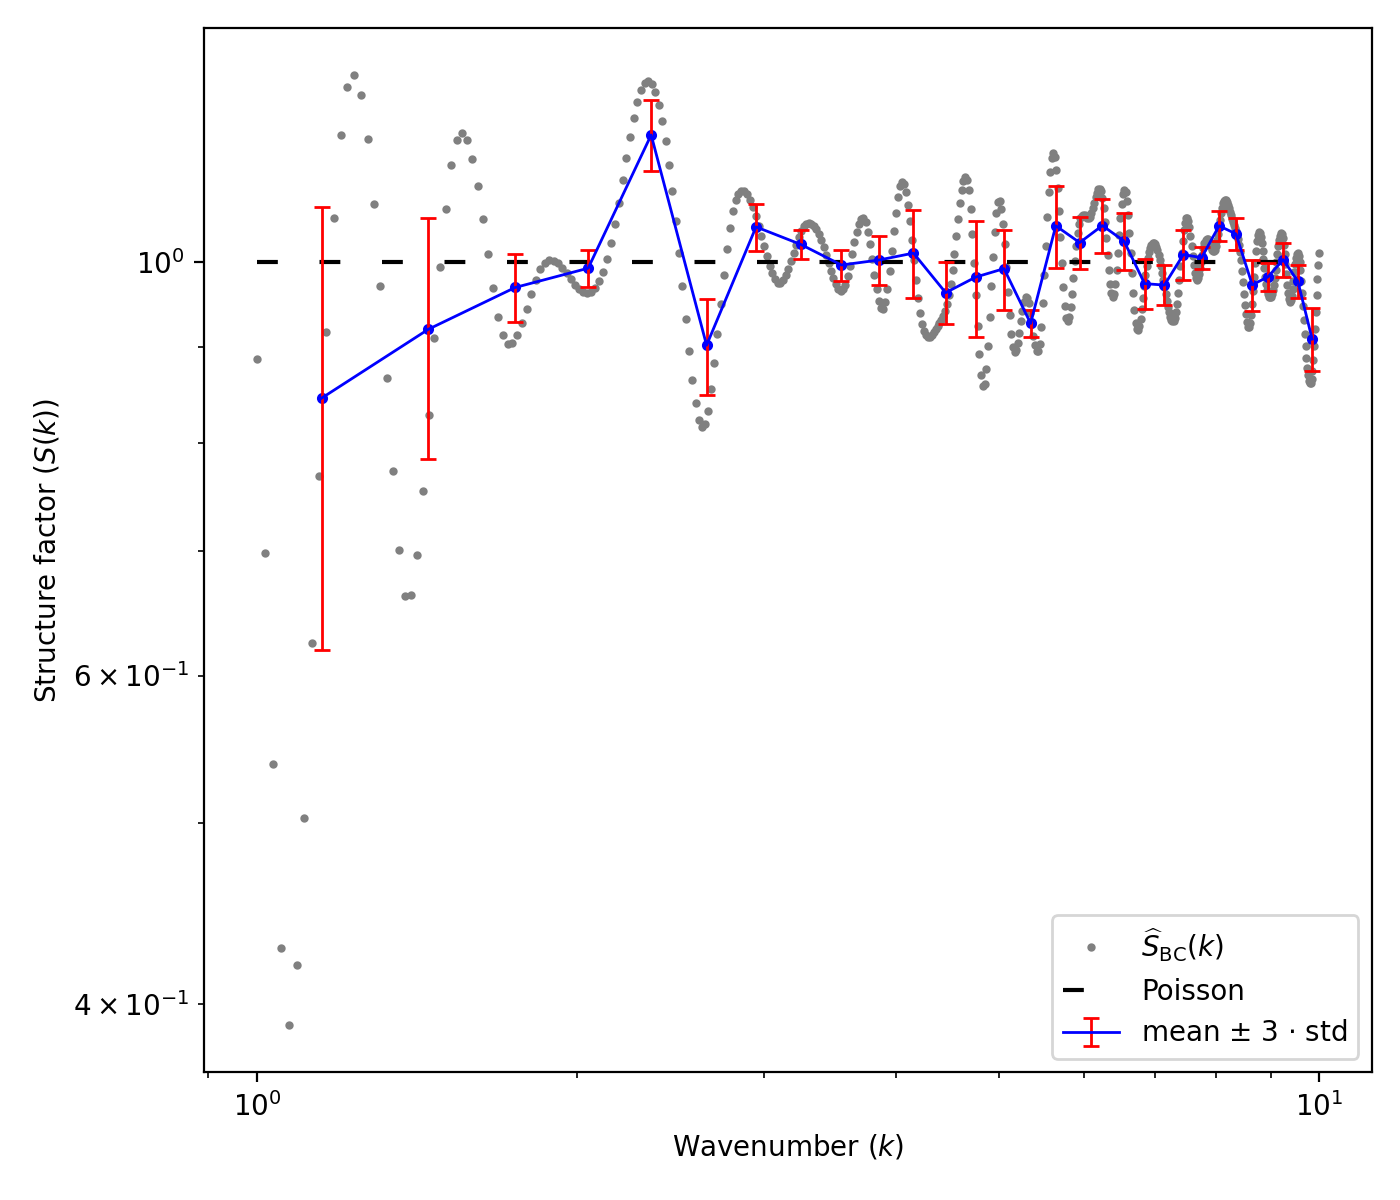 10⁰
6 × 10⁻¹
4 × 10⁻¹
Structure factor (S(k))
10⁰
10¹
Wavenumber (k)
Ŝ_BC(k)
Poisson
mean ± 3 · std